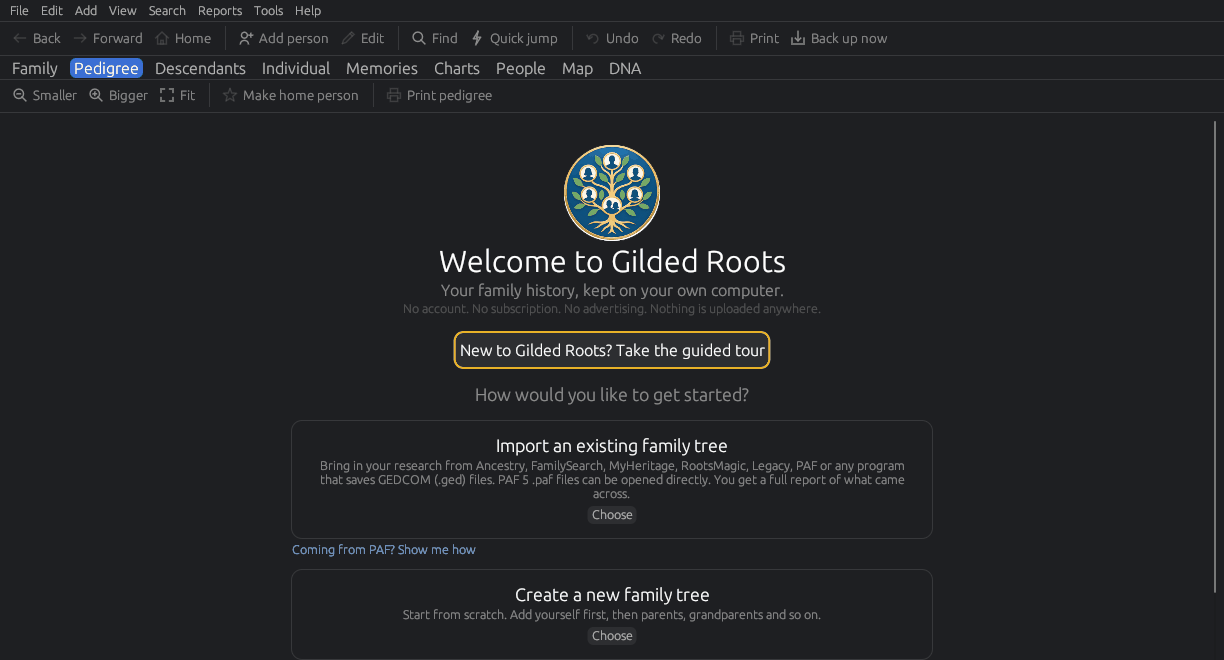 File Edit Add View Search Reports Tools Help
Back Forward Home Add person Edit Find Quick jump Undo Redo Print Back up now
Family Pedigree Descendants Individual Memories Charts People Map DNA
Smaller Bigger Fit Make home person Print pedigree
Welcome to Gilded Roots
Your family history, kept on your own computer.
No account. No subscription. No advertising. Nothing is uploaded anywhere.
New to Gilded Roots? Take the guided tour
How would you like to get started?
Import an existing family tree
Bring in your research from Ancestry, FamilySearch, MyHeritage, RootsMagic, Legacy, PAF or any program
that saves GEDCOM (.ged) files. PAF 5 .paf files can be opened directly. You get a full report of what came
across.
Choose
Coming from PAF? Show me how
Create a new family tree
Start from scratch. Add yourself first, then parents, grandparents and so on.
Choose